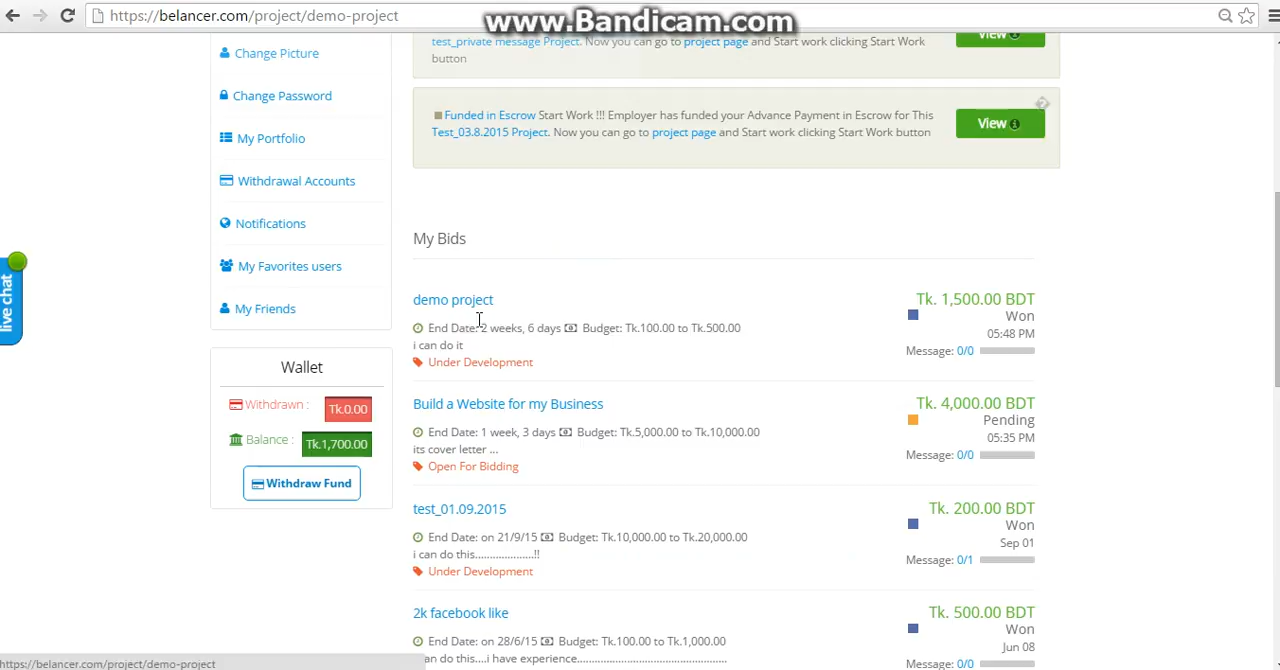 https://belancer.com/project/demo-project
www.Bandicam.com
Change Picture
Change Password
My Portfolio
Withdrawal Accounts
Notifications
My Favorites users
My Friends
live chat
Wallet
Withdrawn : Tk.0.00
Balance : Tk.1,700.00
Withdraw Fund
test_private message Project. Now you can go to project page and Start work clicking Start Work
button
View
Funded in Escrow Start Work !!! Employer has funded your Advance Payment in Escrow for This
Test_03.8.2015 Project. Now you can go to project page and Start work clicking Start Work button
View
My Bids
demo project
Tk. 1,500.00 BDT
Won
End Date: 2 weeks, 6 days Budget: Tk.100.00 to Tk.500.00
05:48 PM
i can do it
Message: 0/0
Under Development
Build a Website for my Business
Tk. 4,000.00 BDT
Pending
End Date: 1 week, 3 days Budget: Tk.5,000.00 to Tk.10,000.00
05:35 PM
its cover letter ...
Message: 0/0
Open For Bidding
test_01.09.2015
Tk. 200.00 BDT
Won
End Date: on 21/9/15 Budget: Tk.10,000.00 to Tk.20,000.00
Sep 01
i can do this....................!!
Message: 0/1
Under Development
2k facebook like
Tk. 500.00 BDT
Won
End Date: on 28/6/15 Budget: Tk.100.00 to Tk.1,000.00
Jun 08
can do this....i have experience.................................................
Message: 0/0
https://belancer.com/project/demo-project